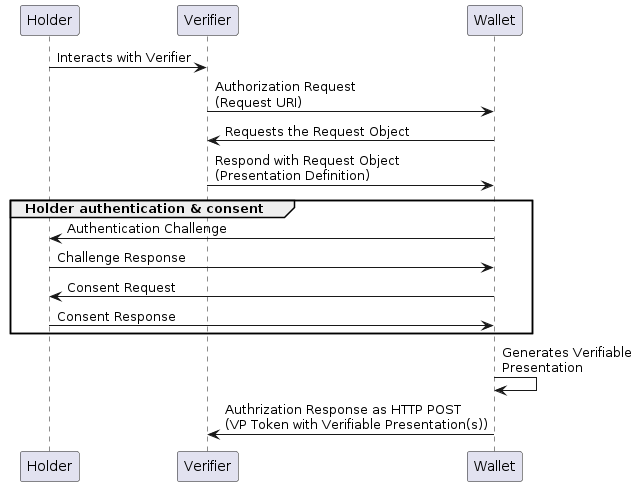 Holder Verifier Wallet
Interacts with Verifier
Authorization Request
(Request URI)
Requests the Request Object
Respond with Request Object
(Presentation Definition)
Holder authentication & consent
Authentication Challenge
Challenge Response
Consent Request
Consent Response
Generates Verifiable
Presentation
Authrization Response as HTTP POST
(VP Token with Verifiable Presentation(s))
Holder Verifier Wallet